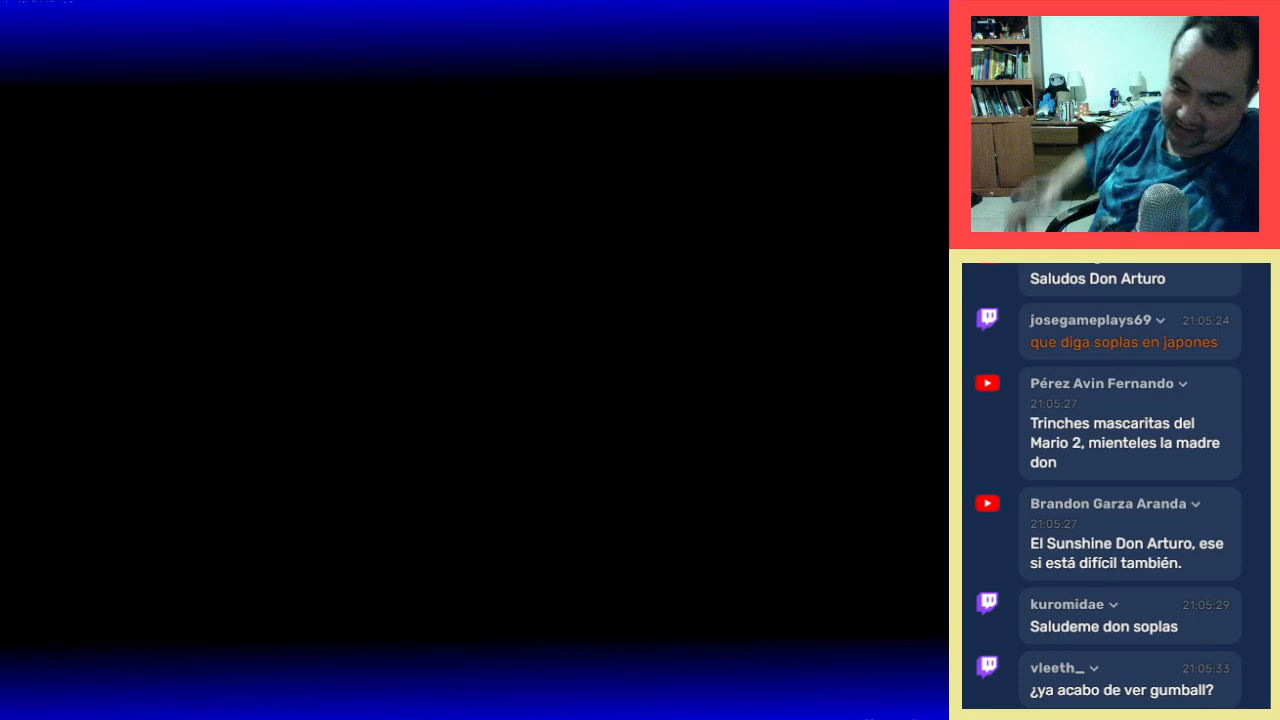 Saludos Don Arturo
josegameplays69 21:05:24
que diga soplas en japones
Pérez Avin Fernando
21:05:27
Trinches mascaritas del
Mario 2, mienteles la madre
don
Brandon Garza Aranda
21:05:27
El Sunshine Don Arturo, ese
si está difícil también.
kuromidae 21:05:29
Saludeme don soplas
vleeth_ 21:05:33
¿ya acabo de ver gumball?